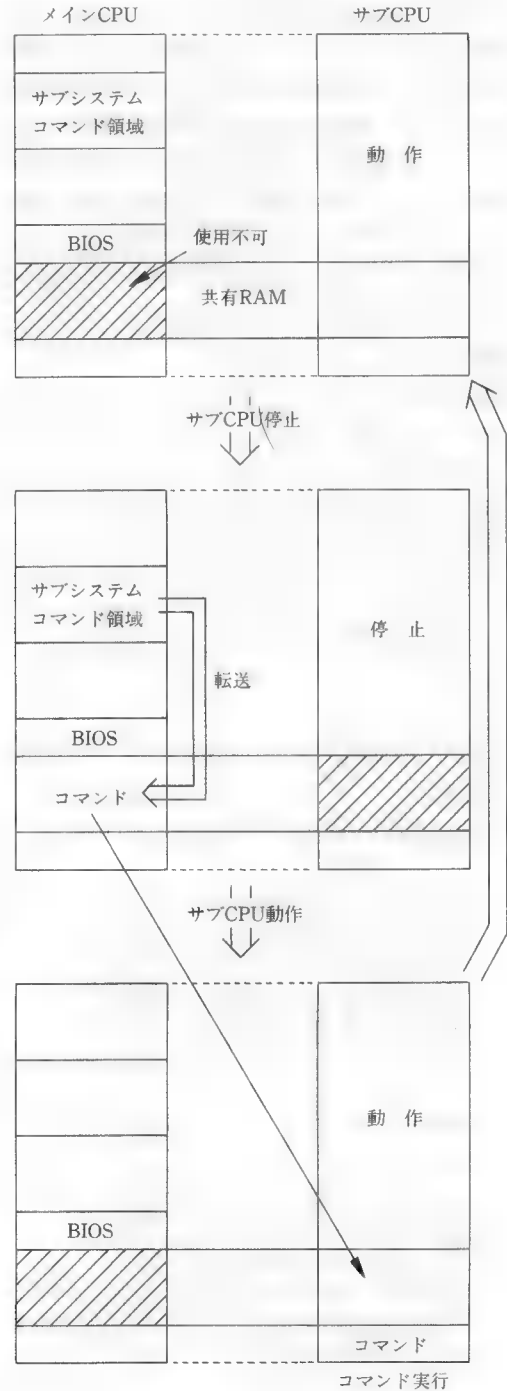 メインCPU
サブCPU
サブシステム
コマンド領域
動 作
BIOS
使用不可
共有RAM
サブCPU停止
サブシステム
コマンド領域
停 止
転送
BIOS
コマンド
サブCPU動作
動 作
BIOS
コマンド
コマンド実行